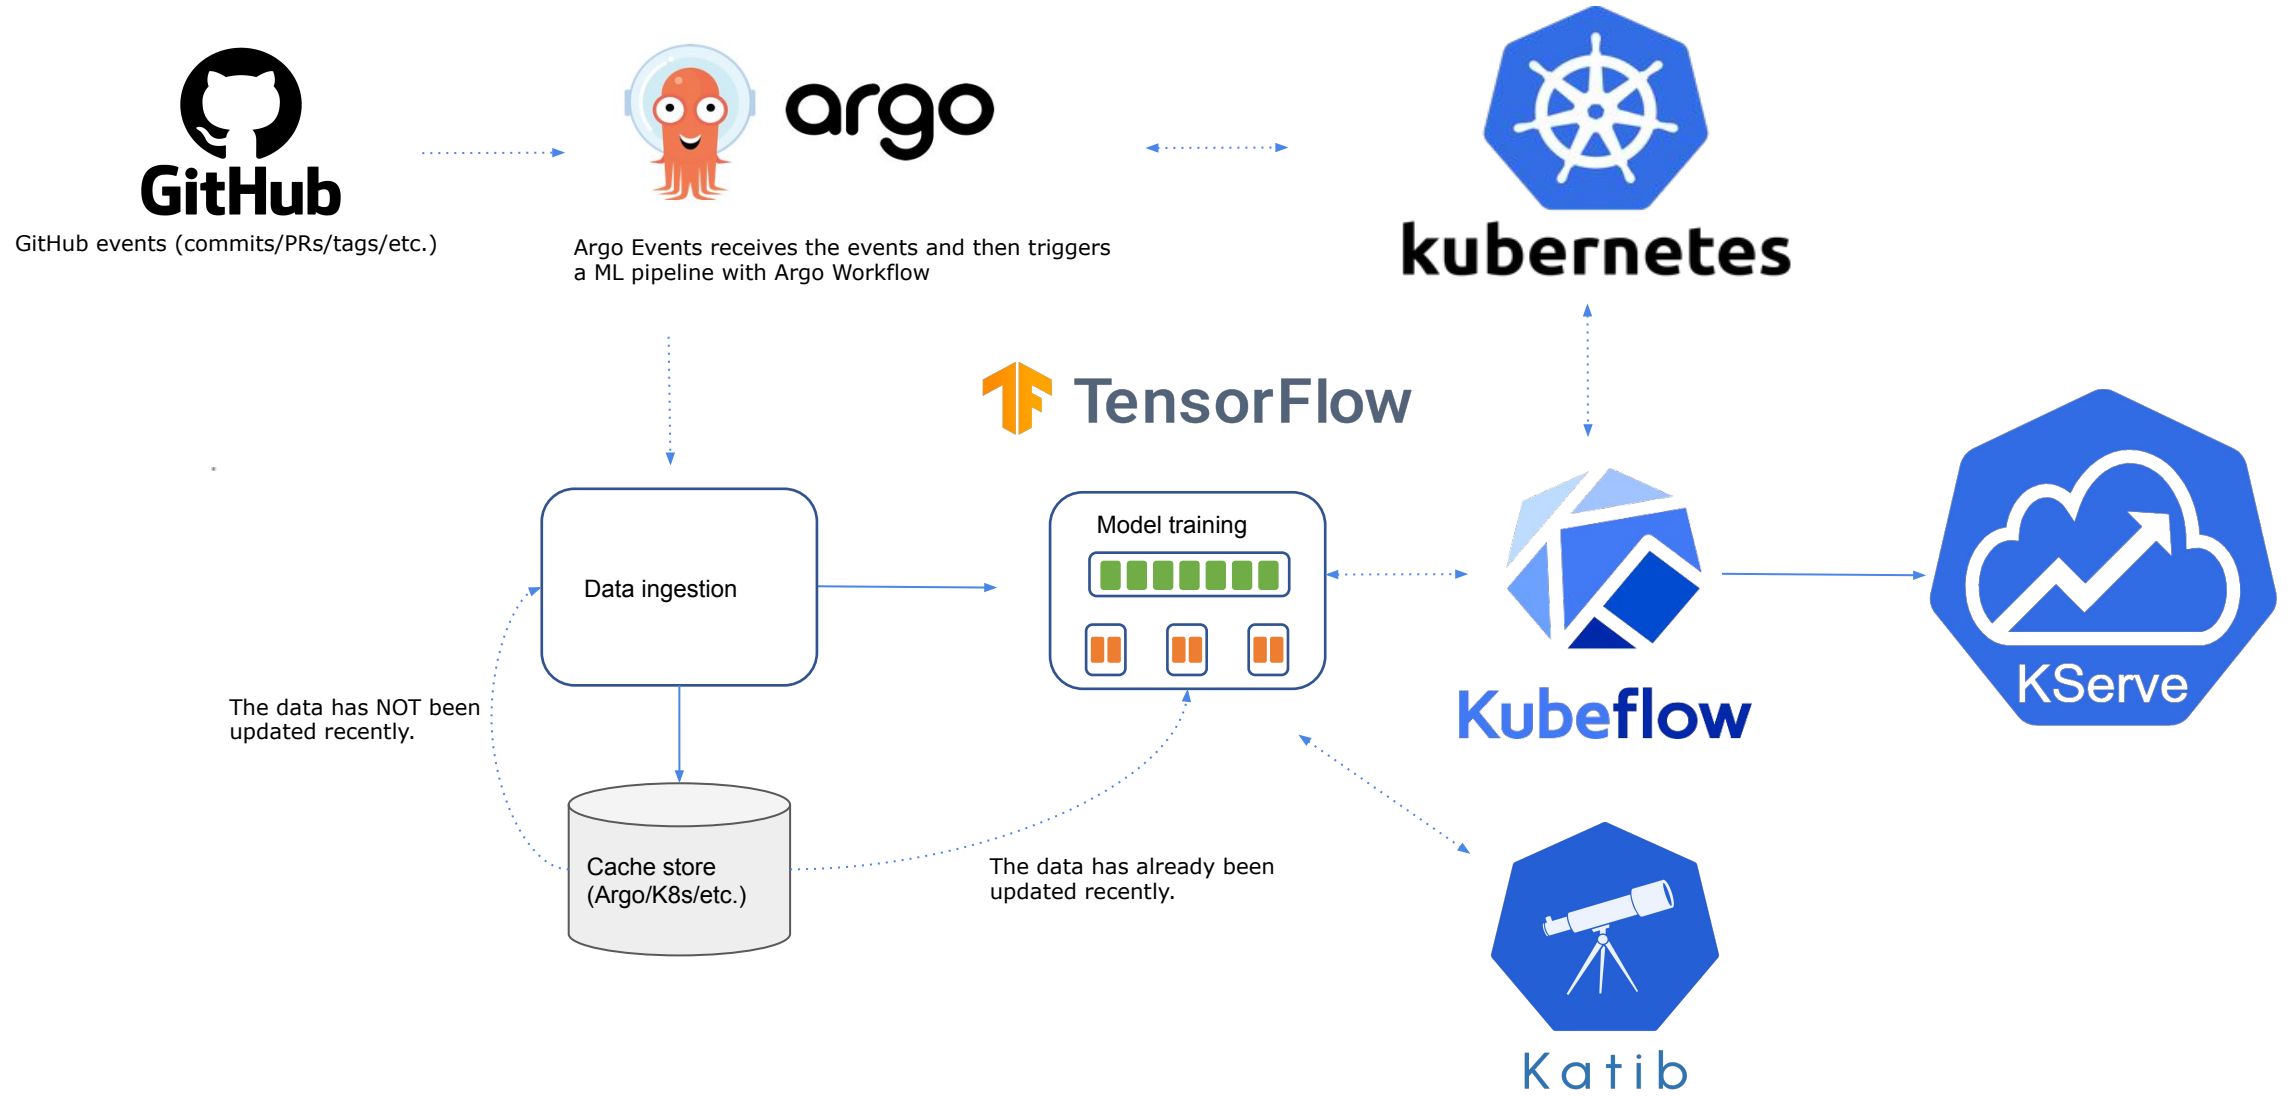 GitHub
GitHub events (commits/PRs/tags/etc.)
argo
Argo Events receives the events and then triggers
a ML pipeline with Argo Workflow
kubernetes
TensorFlow
*
Data ingestion
Model training
Kubeflow
KServe
The data has NOT been
updated recently.
Cache store
(Argo/K8s/etc.)
The data has already been
updated recently.
Katib